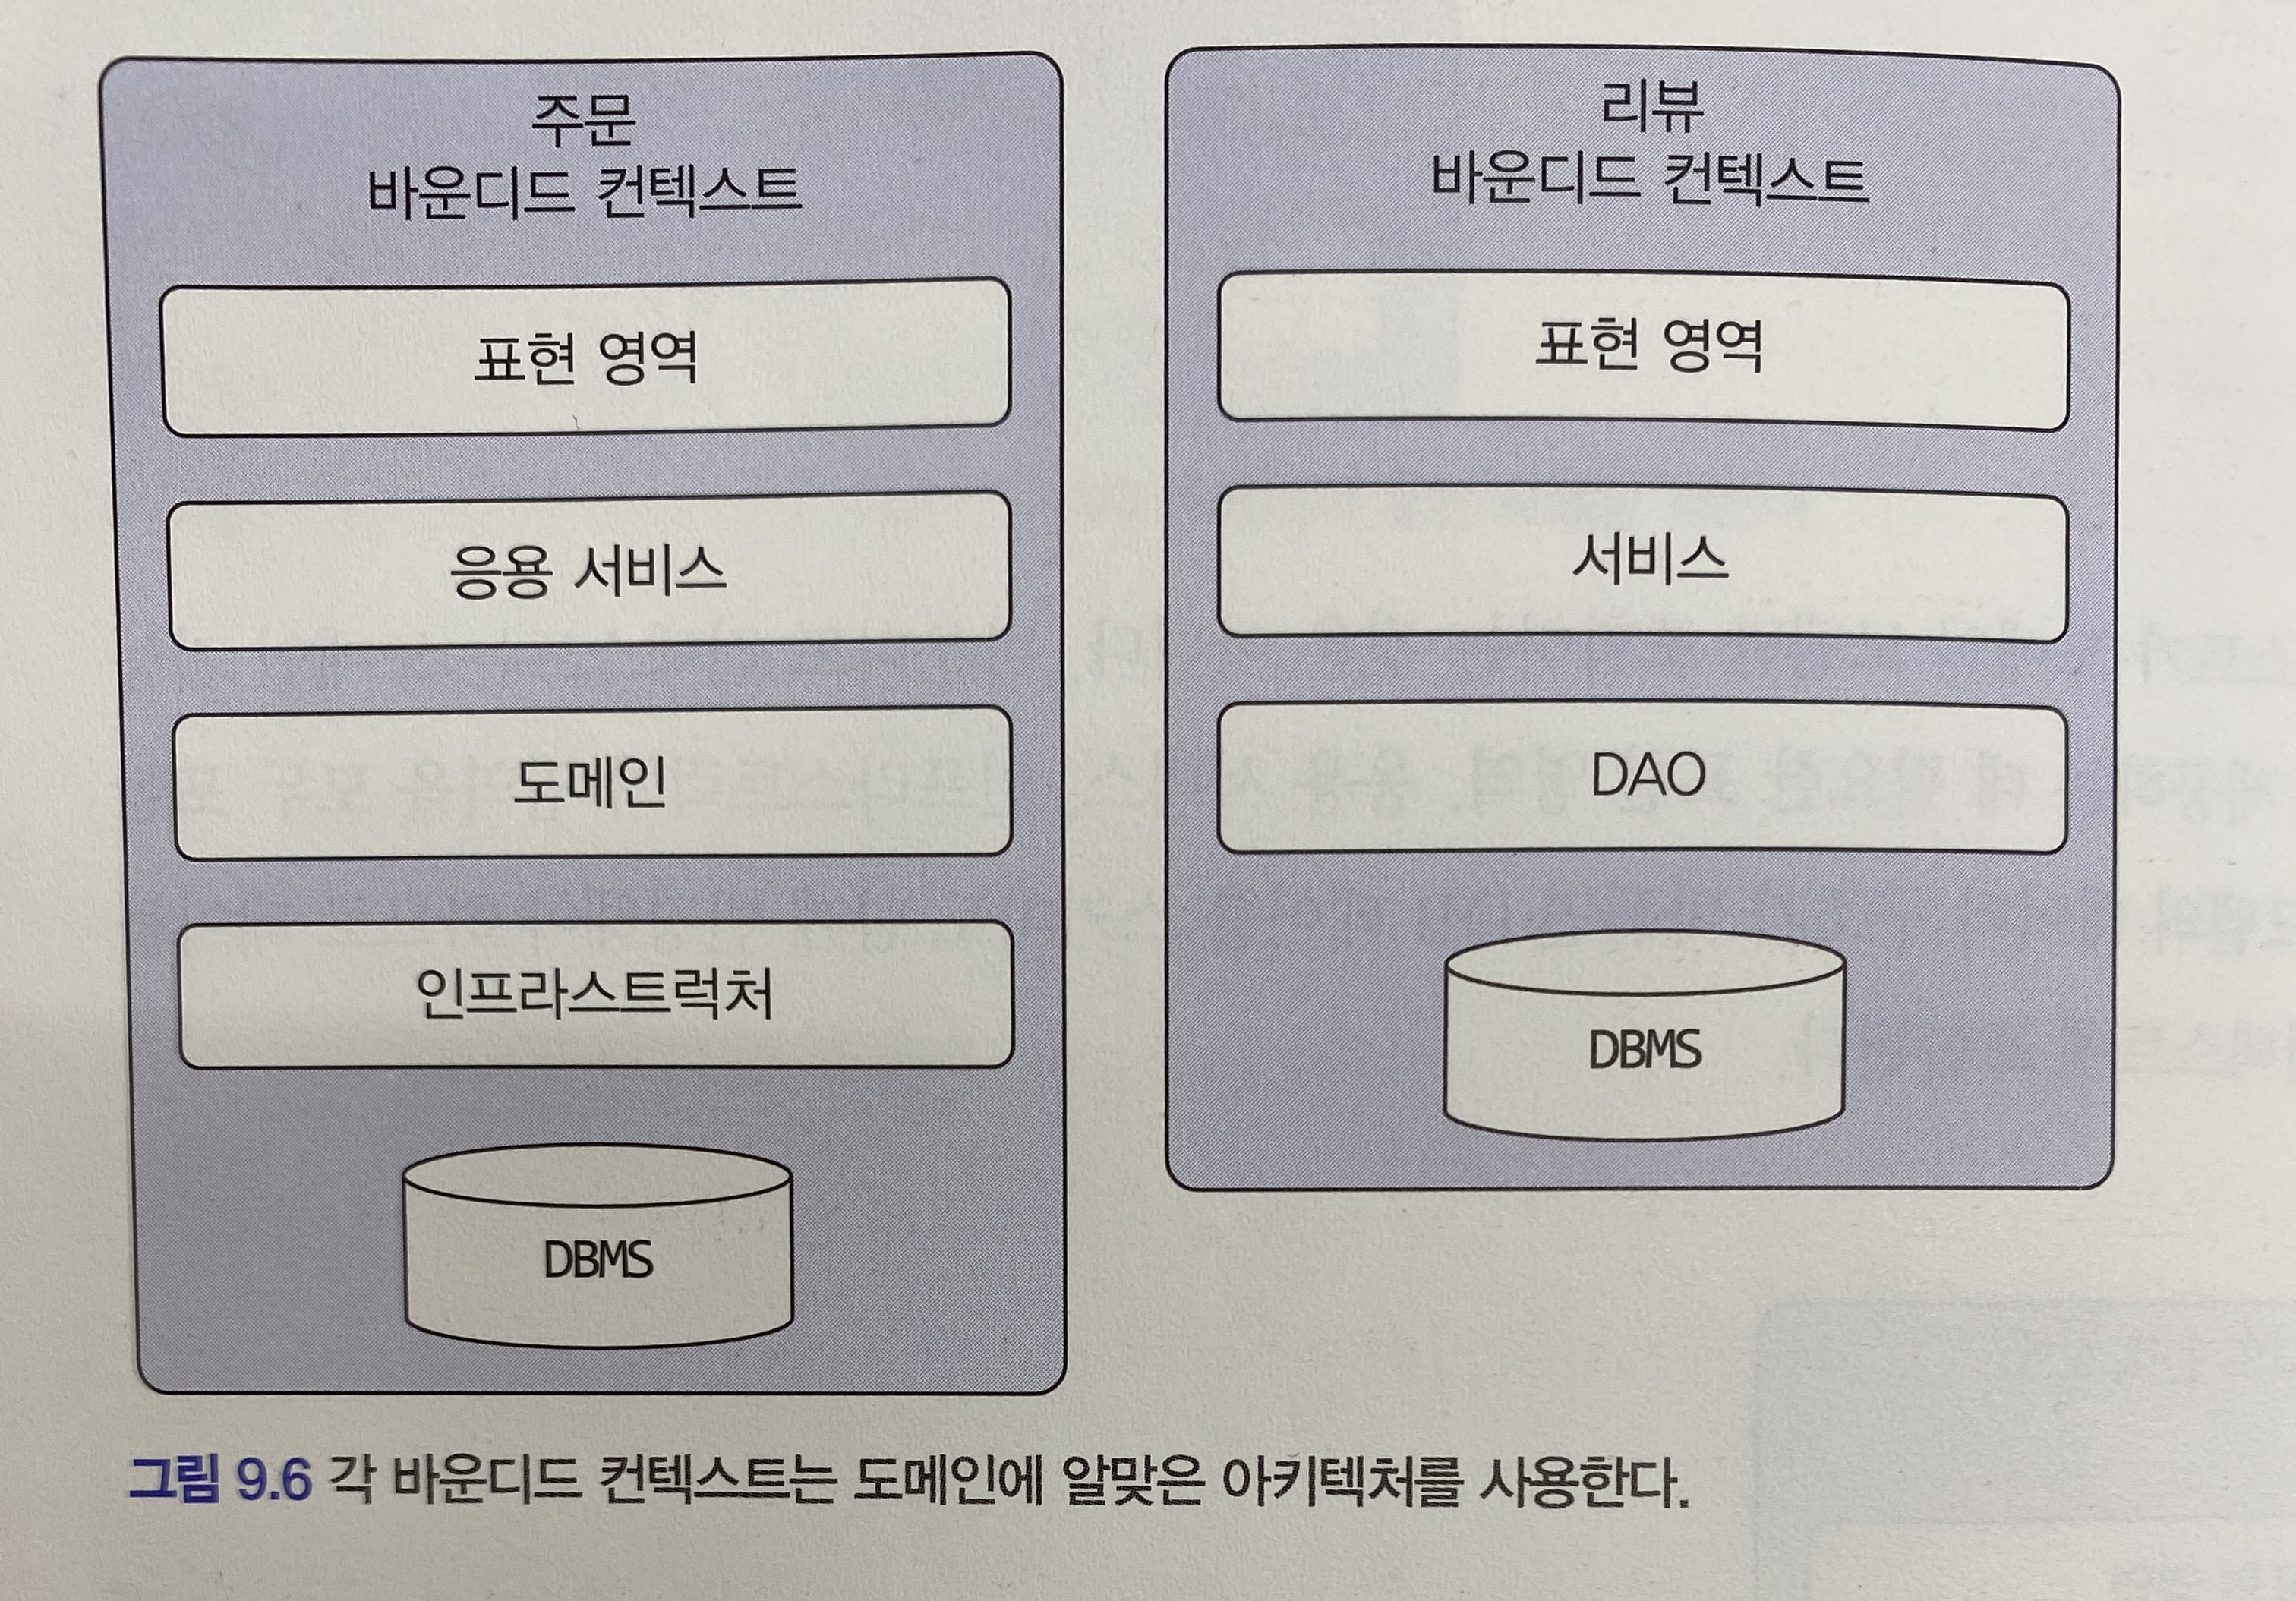 주문
바운디드 컨텍스트
표현 영역
응용 서비스
도메인
인프라스트럭처
DBMS
리뷰
바운디드 컨텍스트
표현 영역
서비스
DAO
DBMS
그림 9.6 각 바운디드 컨텍스트는 도메인에 알맞은 아키텍처를 사용한다.